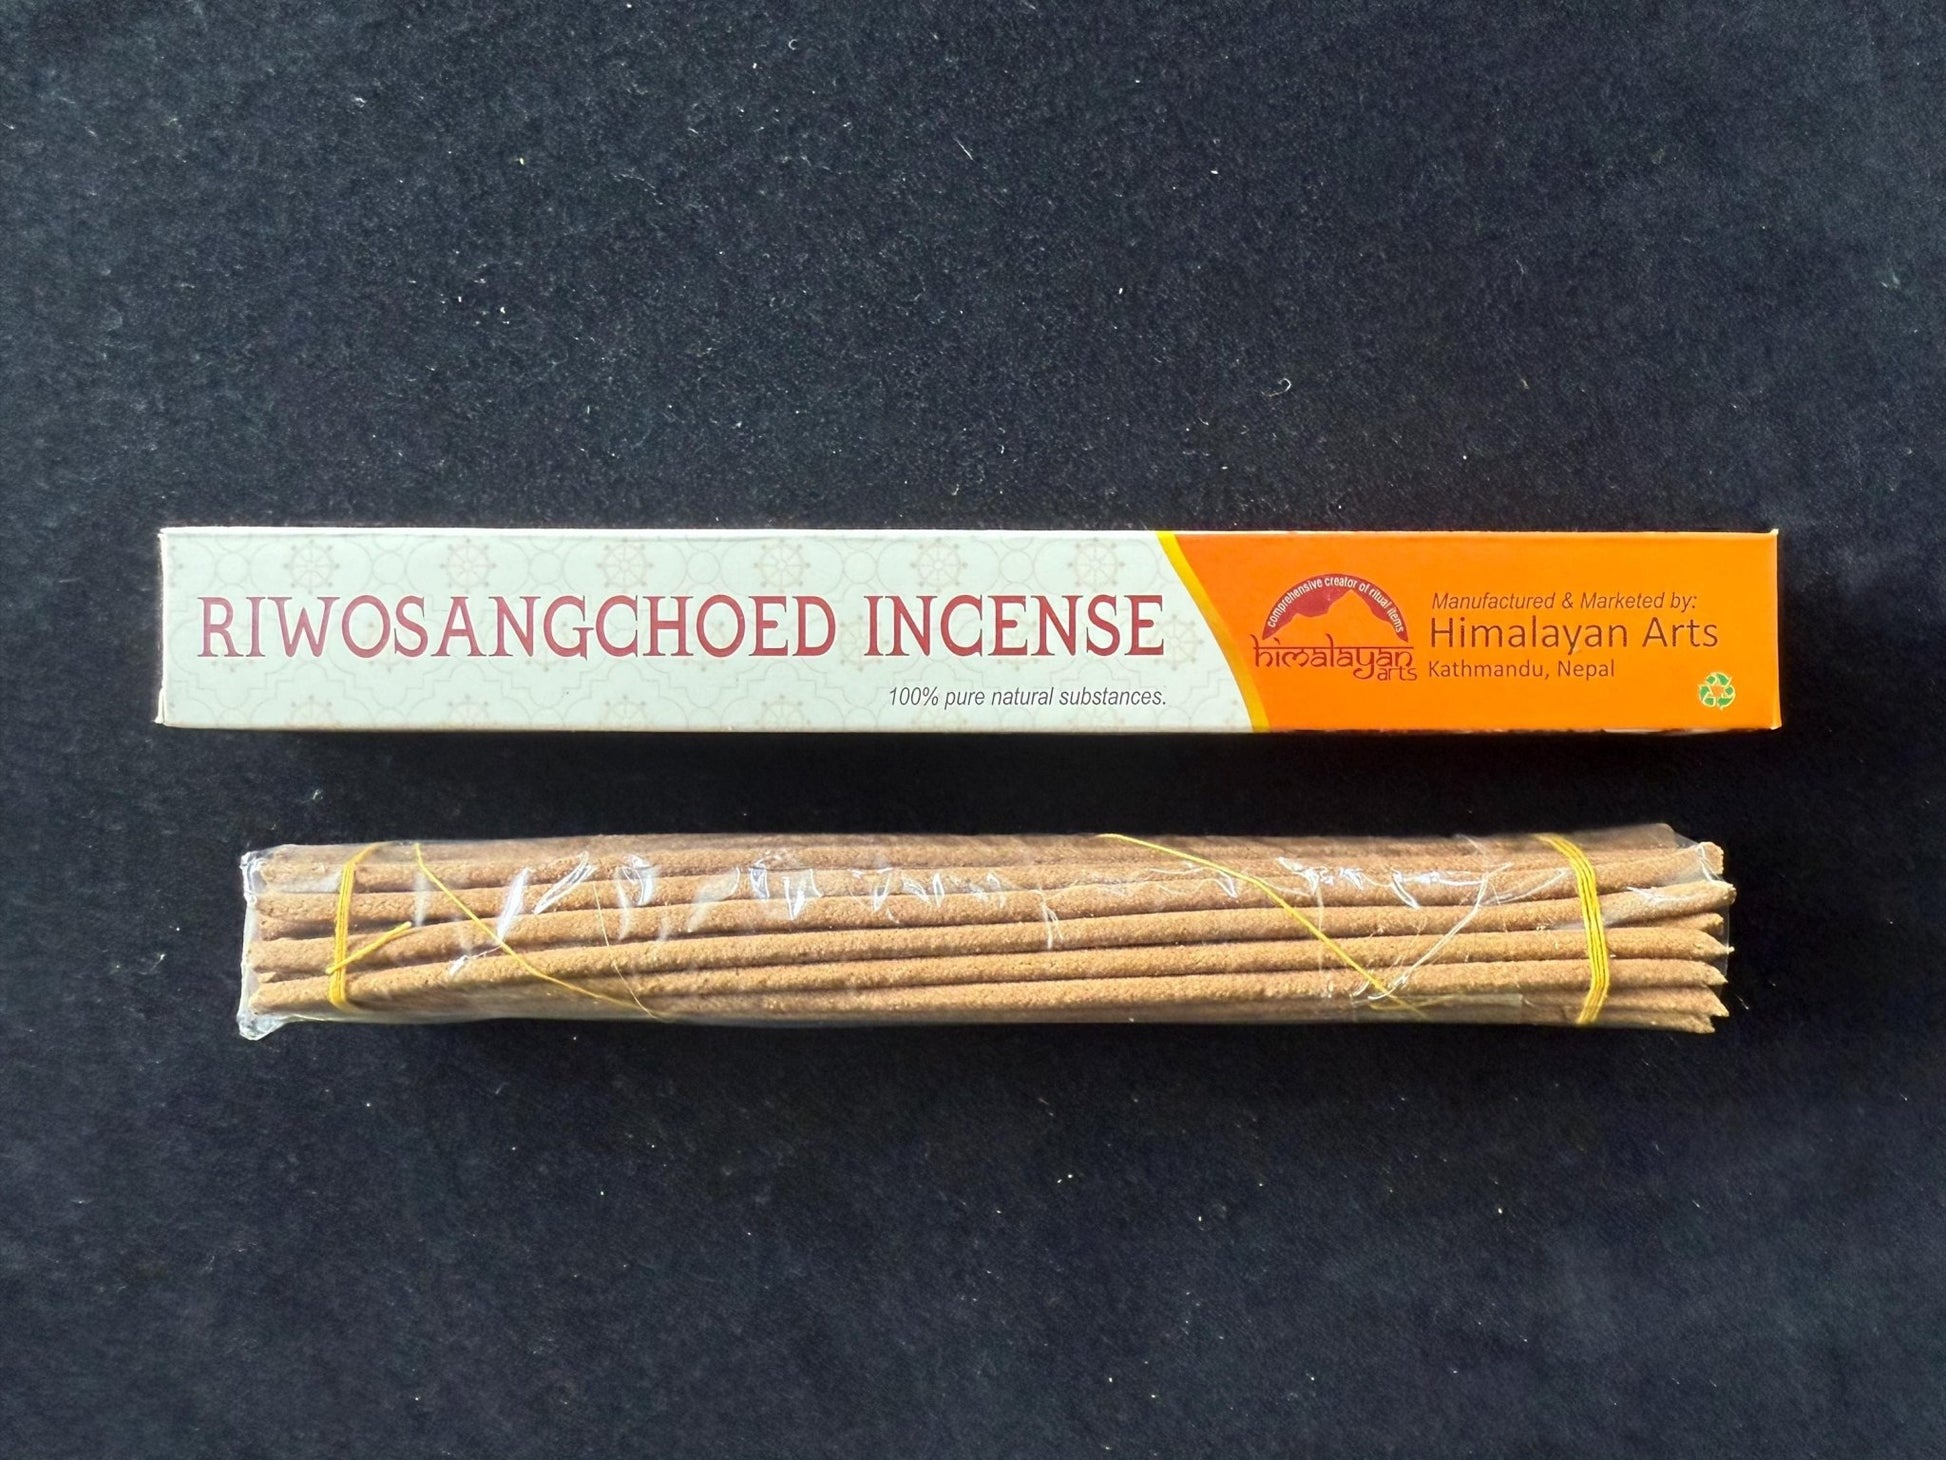 RIWOSANGCHOED INCENSE
100% pure natural substances.
comprehensive creator of ritual items
himalayan
arts
Manufactured & Marketed by:
Himalayan Arts
Kathmandu, Nepal